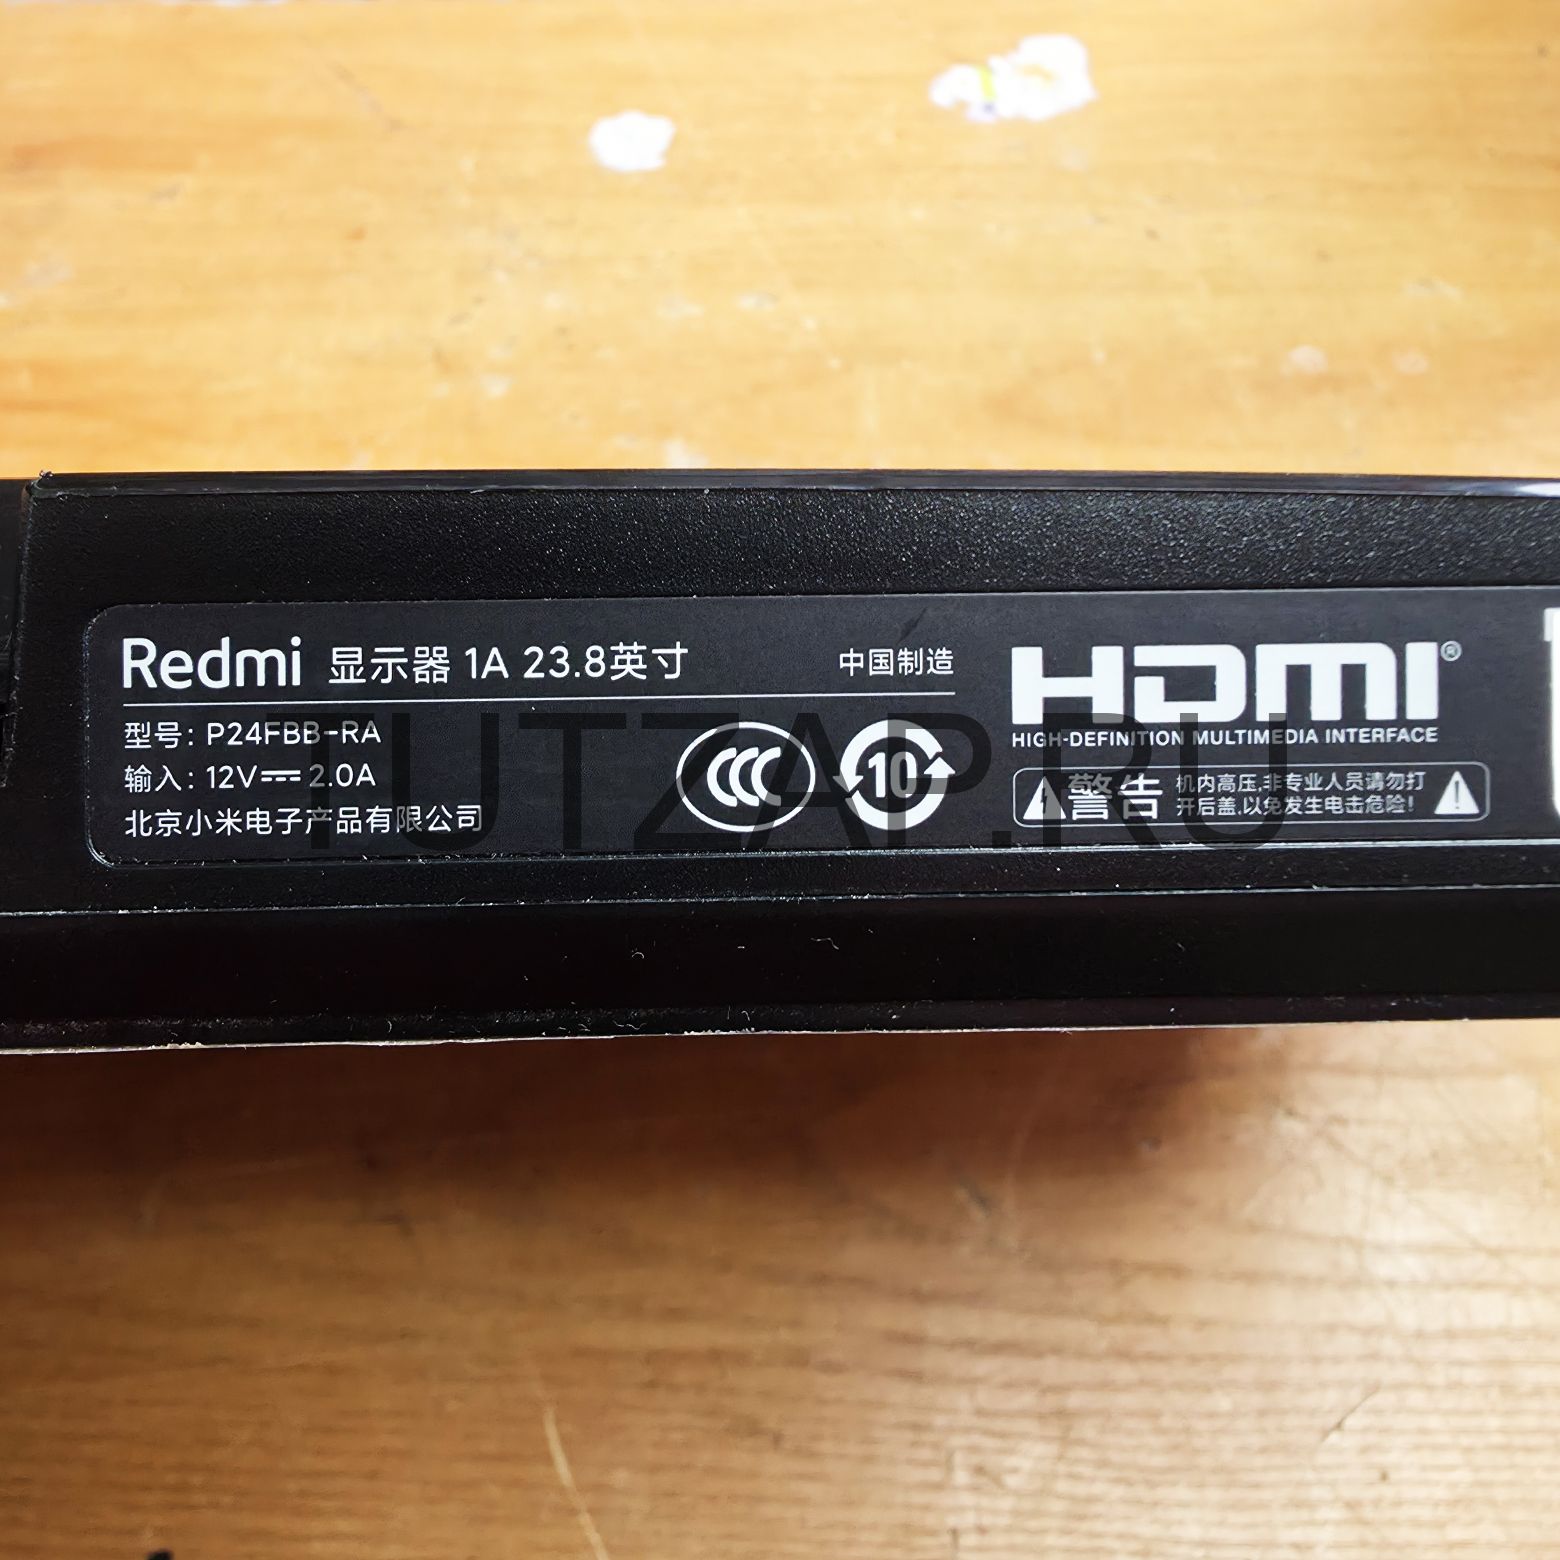 Redmi 显示器 1A 23.8英寸
中国制造
型号: P24FBB-RA
输入: 12V 2.0A
北京小米电子产品有限公司
CCC
10
HDMI®
HIGH-DEFINITION MULTIMEDIA INTERFACE
警告
机内高压,非专业人员请勿打
开后盖,以免发生电击危险!
TUTZAP.RU